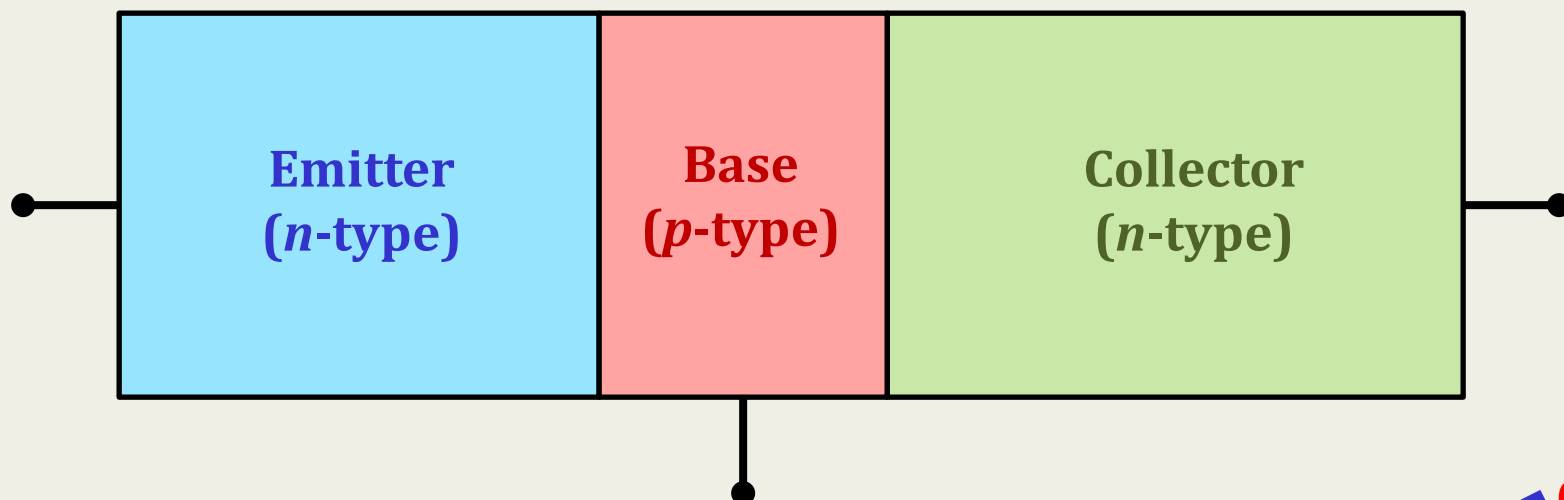 Emitter
(n-type)
Base
(p-type)
Collector
(n-type)